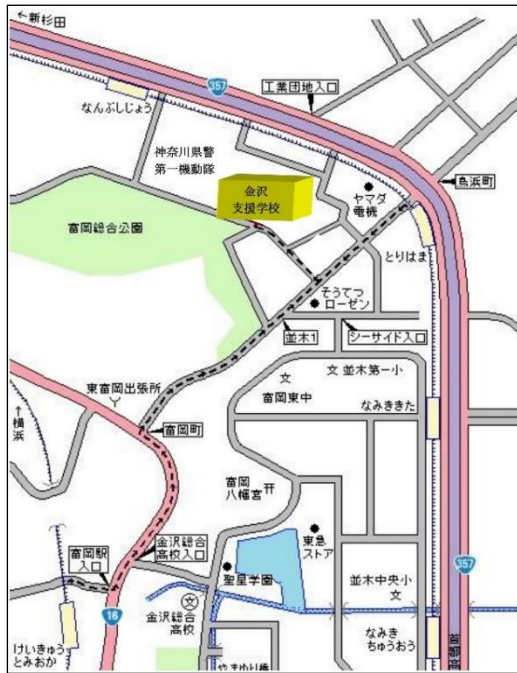 ←新杉田
357
工業団地入口
なんぶしじょう
神奈川県警
第一機動隊
金沢
支援学校
鳥浜町
ヤマダ
電機
富岡総合公園
とりはま
そうてつ
ローゼン
並木1
シーサイド入口
文
文 並木第一小
東富岡出張所
富岡東中
なみききた
↑
横
浜
富岡町
富岡
八幡宮
金沢総合
高校入口
富岡駅
入口
東急
ストア
357
聖星学園
並木中央小
文
16
文
金沢総合
高校
けいきゅう
とみおか
なみき
ちゅうおう
やまゆり橋